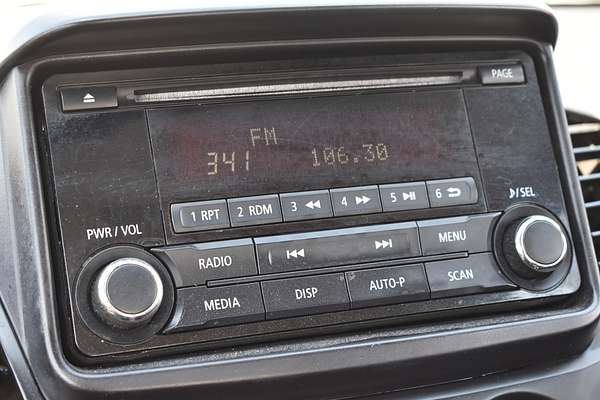 PAGE
FM
341 106.30
1 RPT 2 RDM 3 4 5 6
PWR / VOL
/SEL
RADIO MENU
MEDIA DISP AUTO-P SCAN